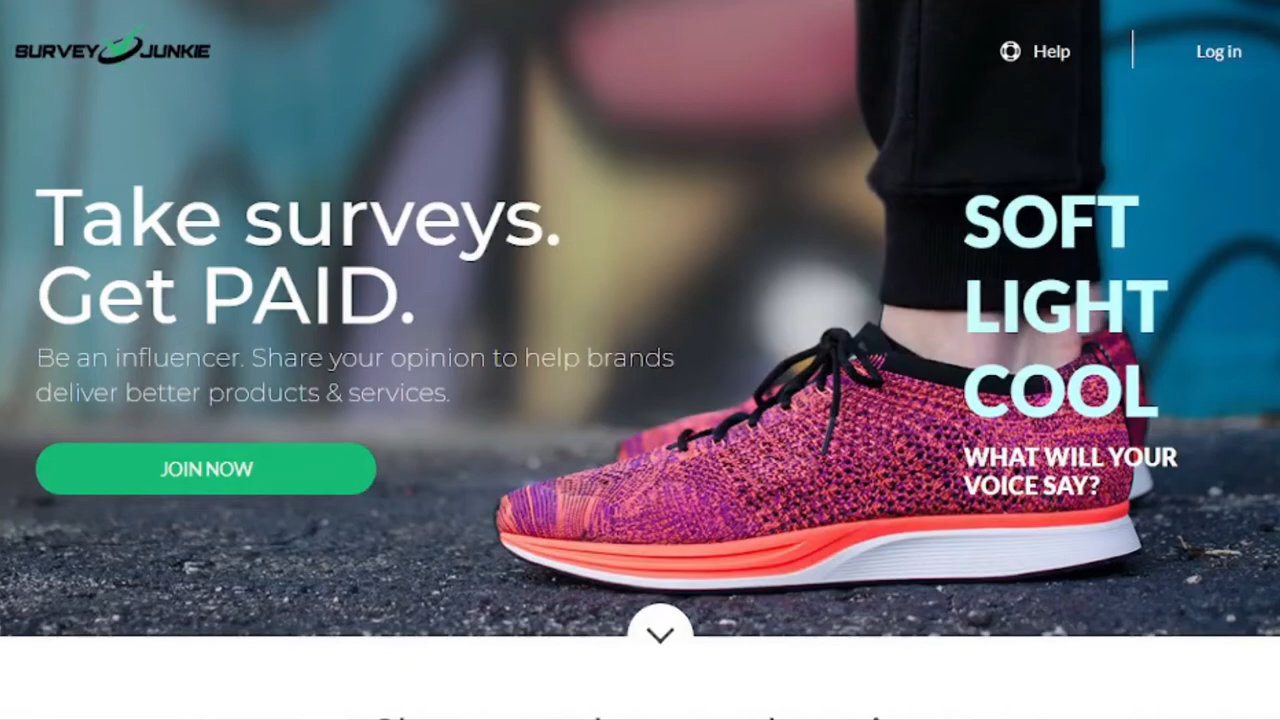 SURVEY JUNKIE
Help
Log in
Take surveys.
Get PAID.
Be an influencer. Share your opinion to help brands
deliver better products & services.
JOIN NOW
SOFT
LIGHT
COOL
WHAT WILL YOUR
VOICE SAY?